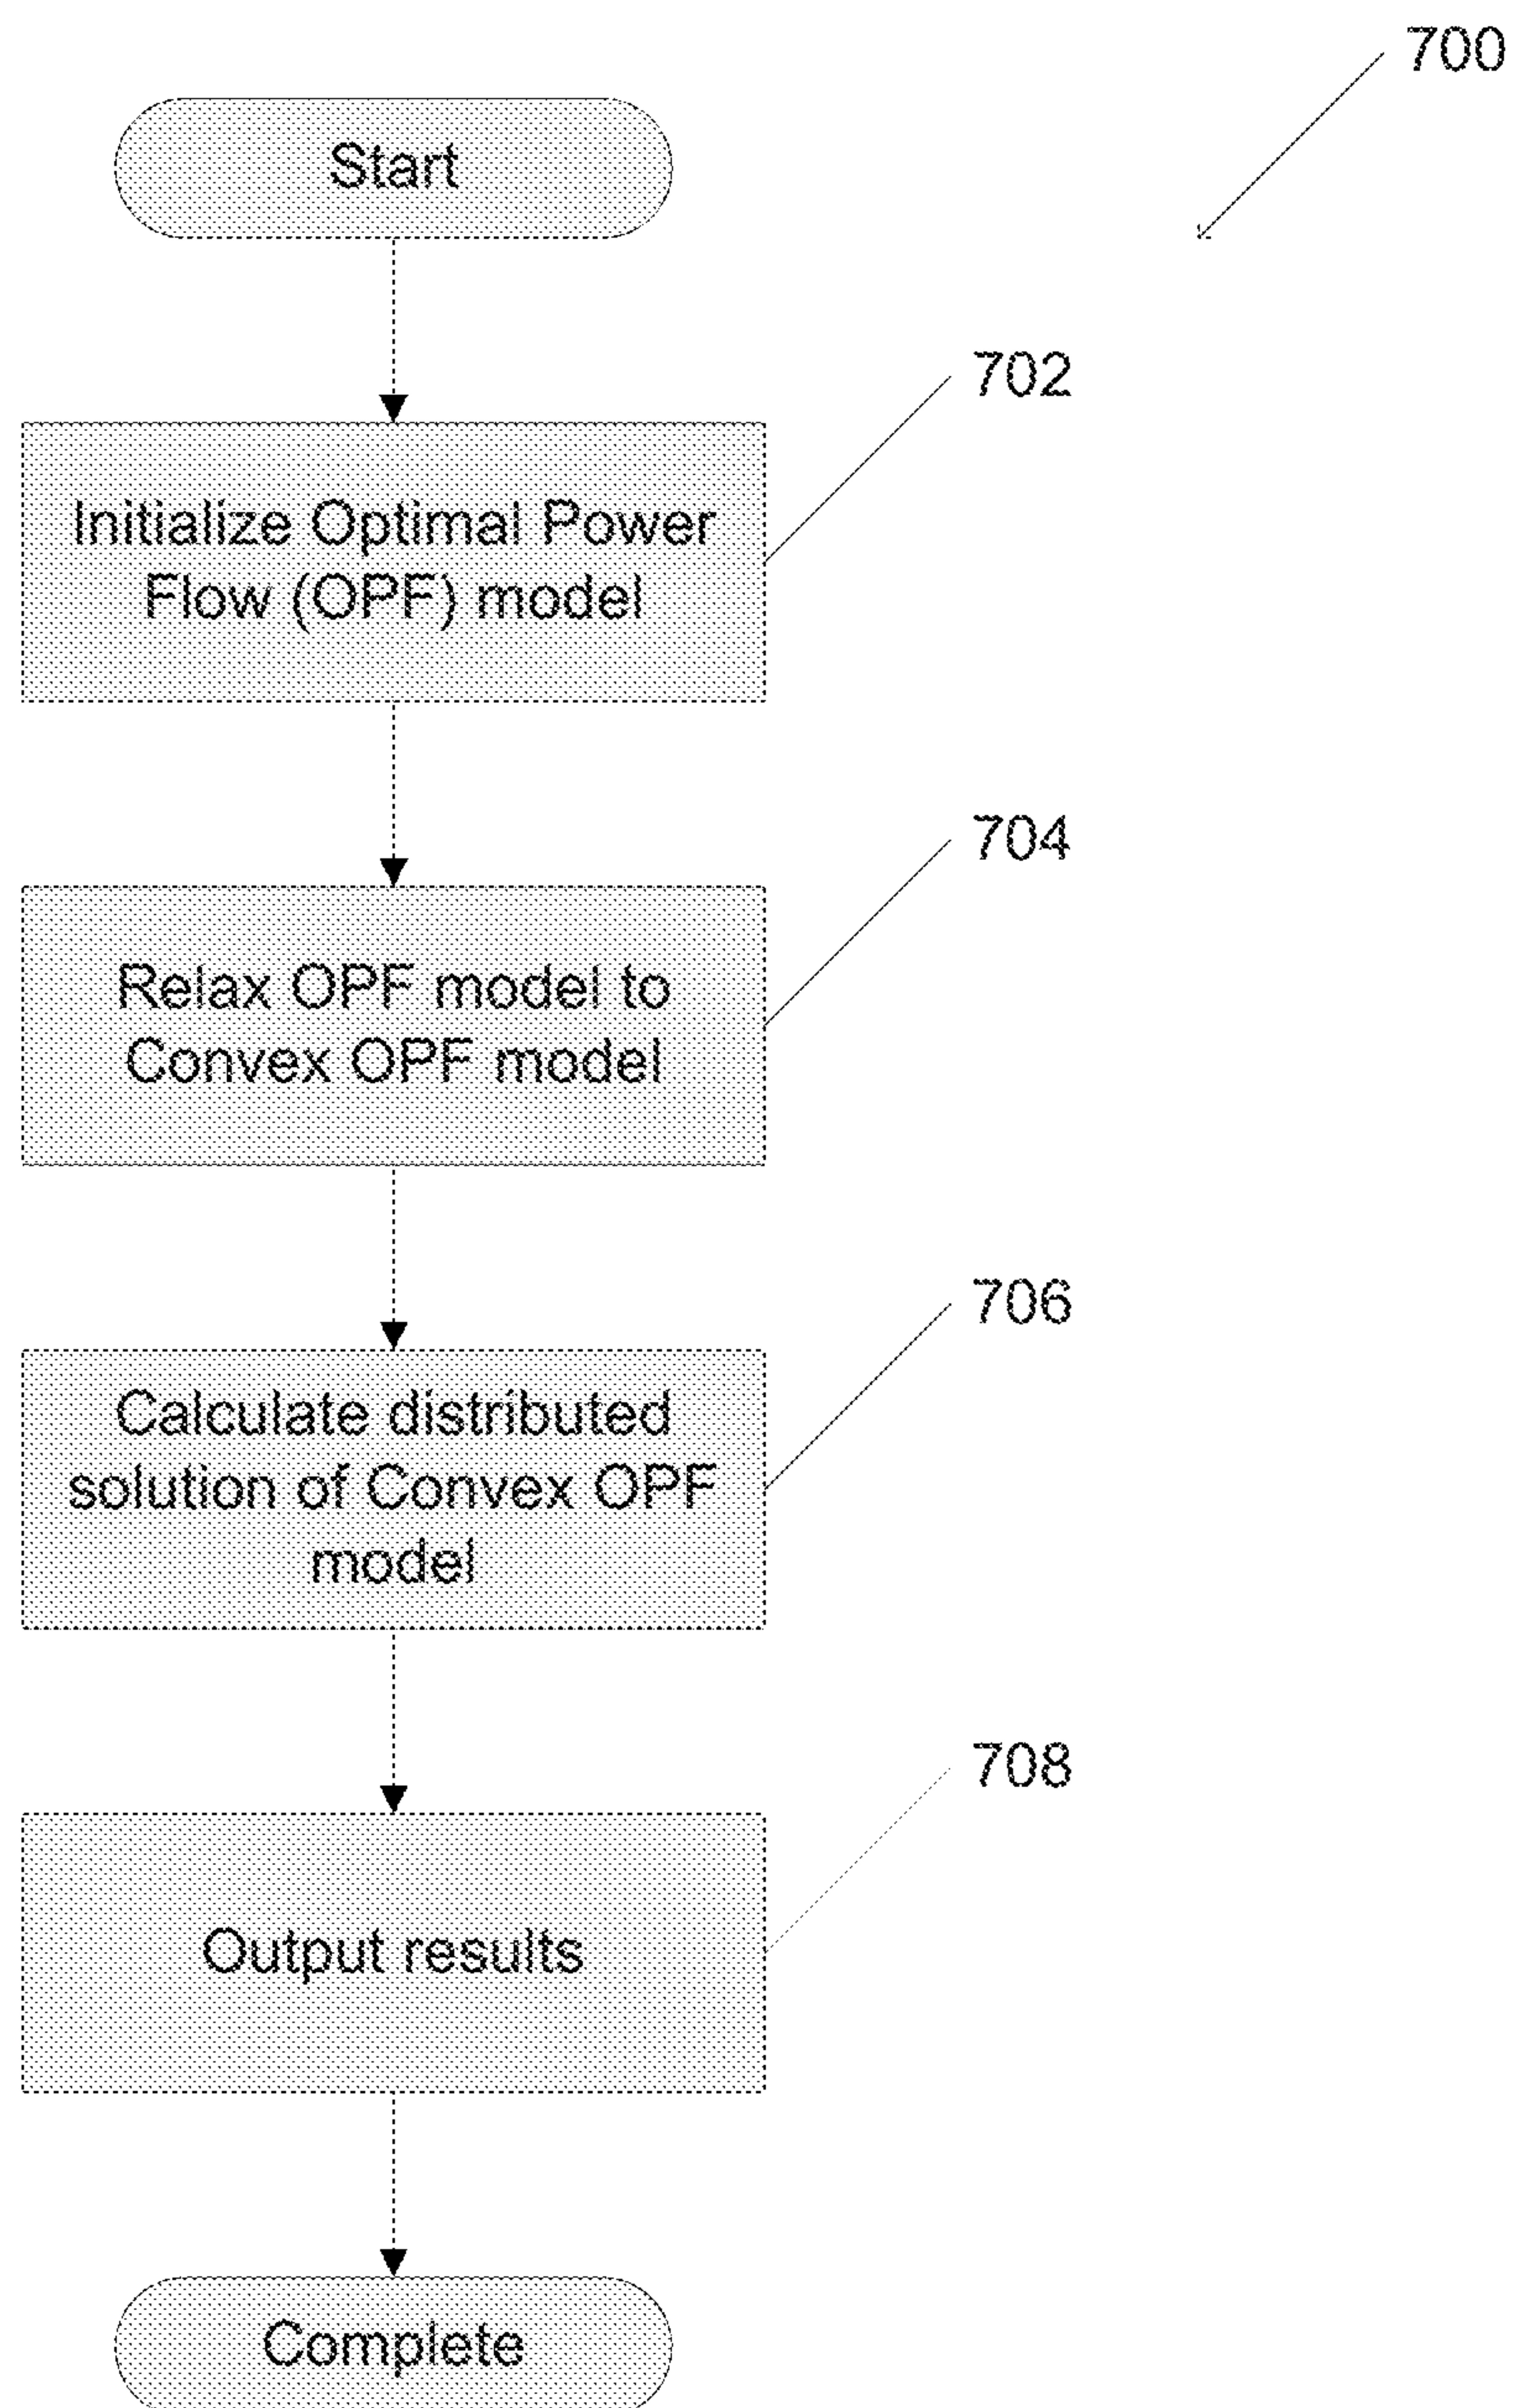 700
Start
702
Initialize Optimal Power
Flow (OPF) model
704
Relax OPF model to
Convex OPF model
706
Calculate distributed
solution of Convex OPF
model
708
Output results
Complete